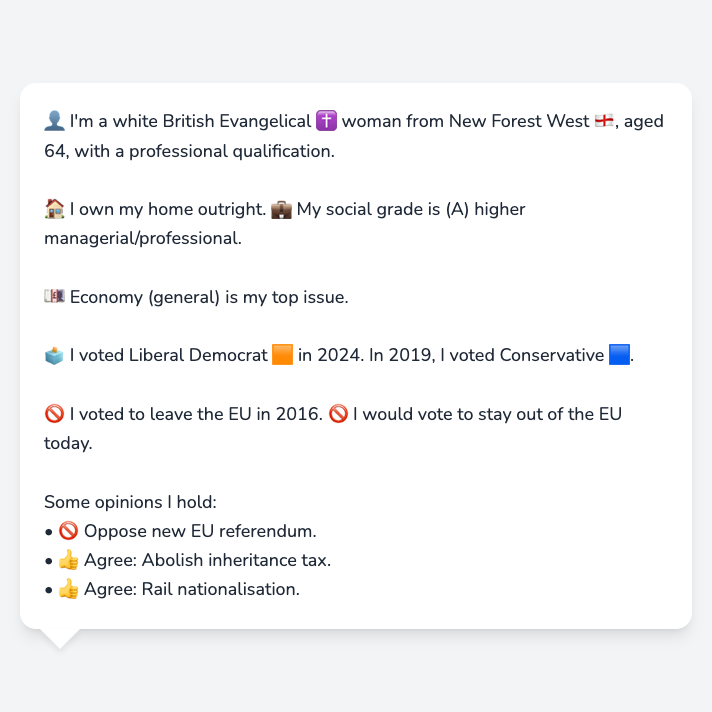 👤 I'm a white British Evangelical ✝️ woman from New Forest West 🏴󠁧󠁢󠁥󠁮󠁧󠁿, aged
64, with a professional qualification.
🏠 I own my home outright. 💼 My social grade is (A) higher
managerial/professional.
💷 Economy (general) is my top issue.
🗳️ I voted Liberal Democrat 🟧 in 2024. In 2019, I voted Conservative 🟦.
🚫 I voted to leave the EU in 2016. 🚫 I would vote to stay out of the EU
today.
Some opinions I hold:
• 🚫 Oppose new EU referendum.
• 👍 Agree: Abolish inheritance tax.
• 👍 Agree: Rail nationalisation.